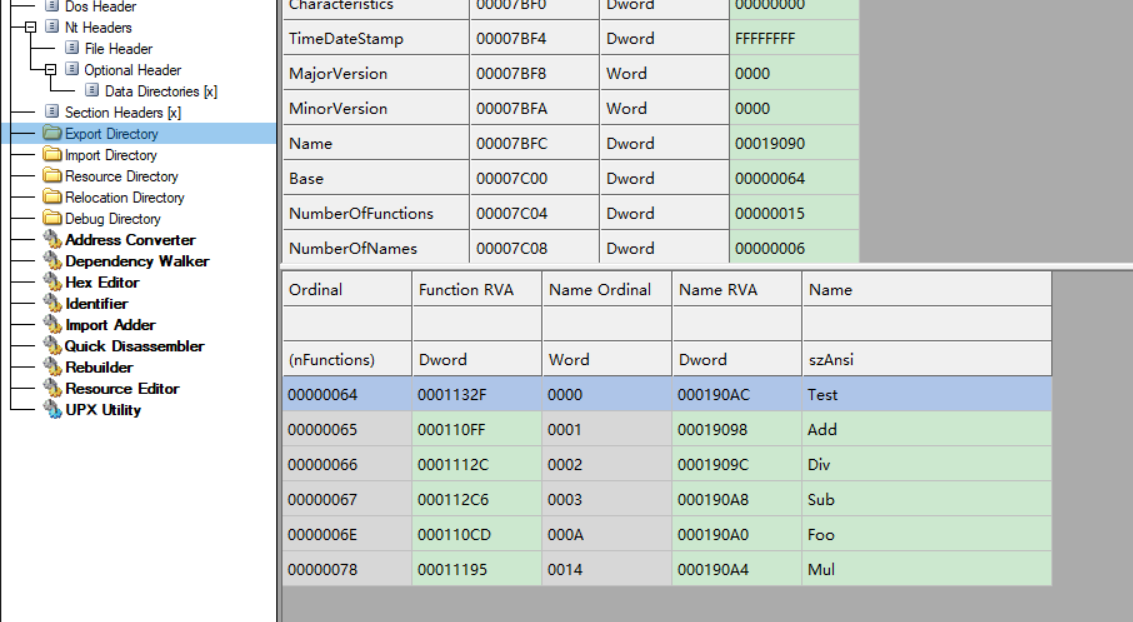 Dos Header
Nt Headers
File Header
Optional Header
Data Directories [x]
Section Headers [x]
Export Directory
Import Directory
Resource Directory
Relocation Directory
Debug Directory
Address Converter
Dependency Walker
Hex Editor
Identifier
Import Adder
Quick Disassembler
Rebuilder
Resource Editor
UPX Utility
Characteristics 00007BF0 Dword 00000000
TimeDateStamp 00007BF4 Dword FFFFFFFF
MajorVersion 00007BF8 Word 0000
MinorVersion 00007BFA Word 0000
Name 00007BFC Dword 00019090
Base 00007C00 Dword 00000064
NumberOfFunctions 00007C04 Dword 00000015
NumberOfNames 00007C08 Dword 00000006
Ordinal Function RVA Name Ordinal Name RVA Name
(nFunctions) Dword Word Dword szAnsi
00000064 0001132F 0000 000190AC Test
00000065 000110FF 0001 00019098 Add
00000066 0001112C 0002 0001909C Div
00000067 000112C6 0003 000190A8 Sub
0000006E 000110CD 000A 000190A0 Foo
00000078 00011195 0014 000190A4 Mul